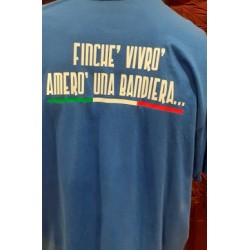 FINCHE' VIVRO'
AMERO' UNA BANDIERA...